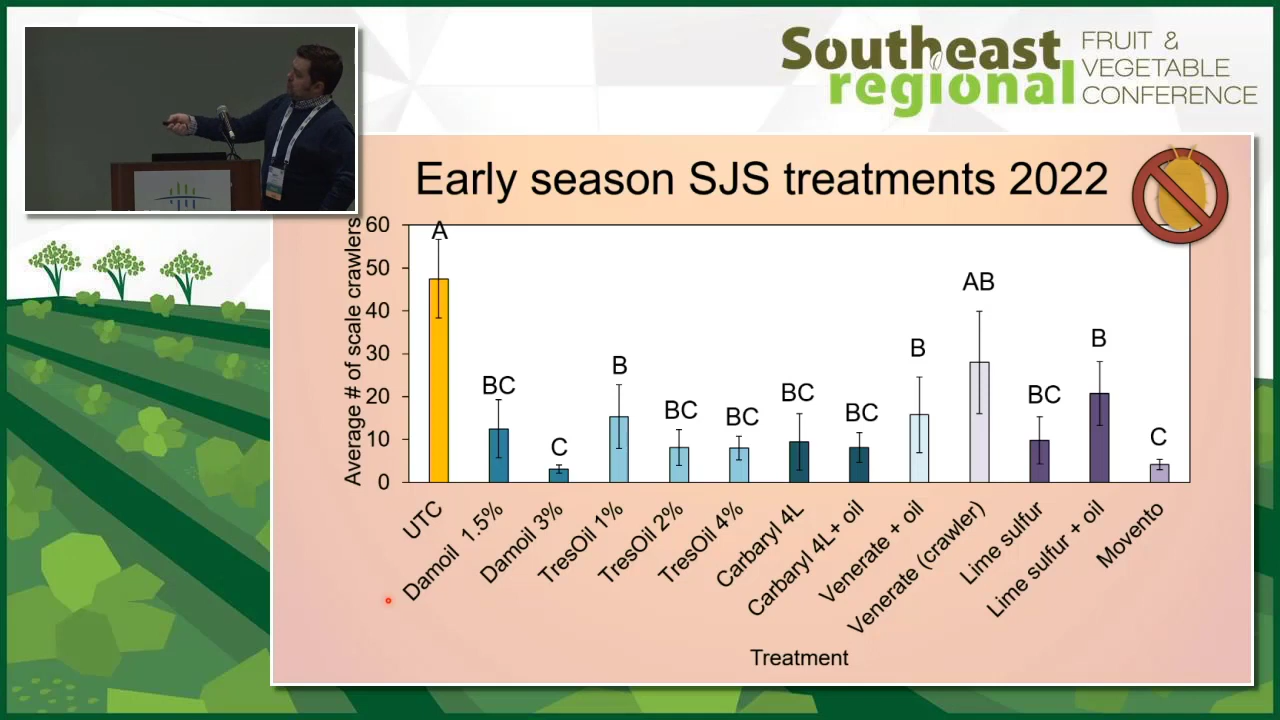 Southeast
regional
FRUIT &
VEGETABLE
CONFERENCE
Early season SJS treatments 2022
Average # of scale crawlers
60
50
40
30
20
10
0
A
BC
C
B
BC
BC
BC
BC
B
AB
BC
B
C
UTC
Damoil 1.5%
Damoil 3%
TresOil 1%
TresOil 2%
TresOil 4%
Carbaryl 4L
Carbaryl 4L+ oil
Venerate + oil
Venerate (crawler)
Lime sulfur
Lime sulfur + oil
Movento
Treatment